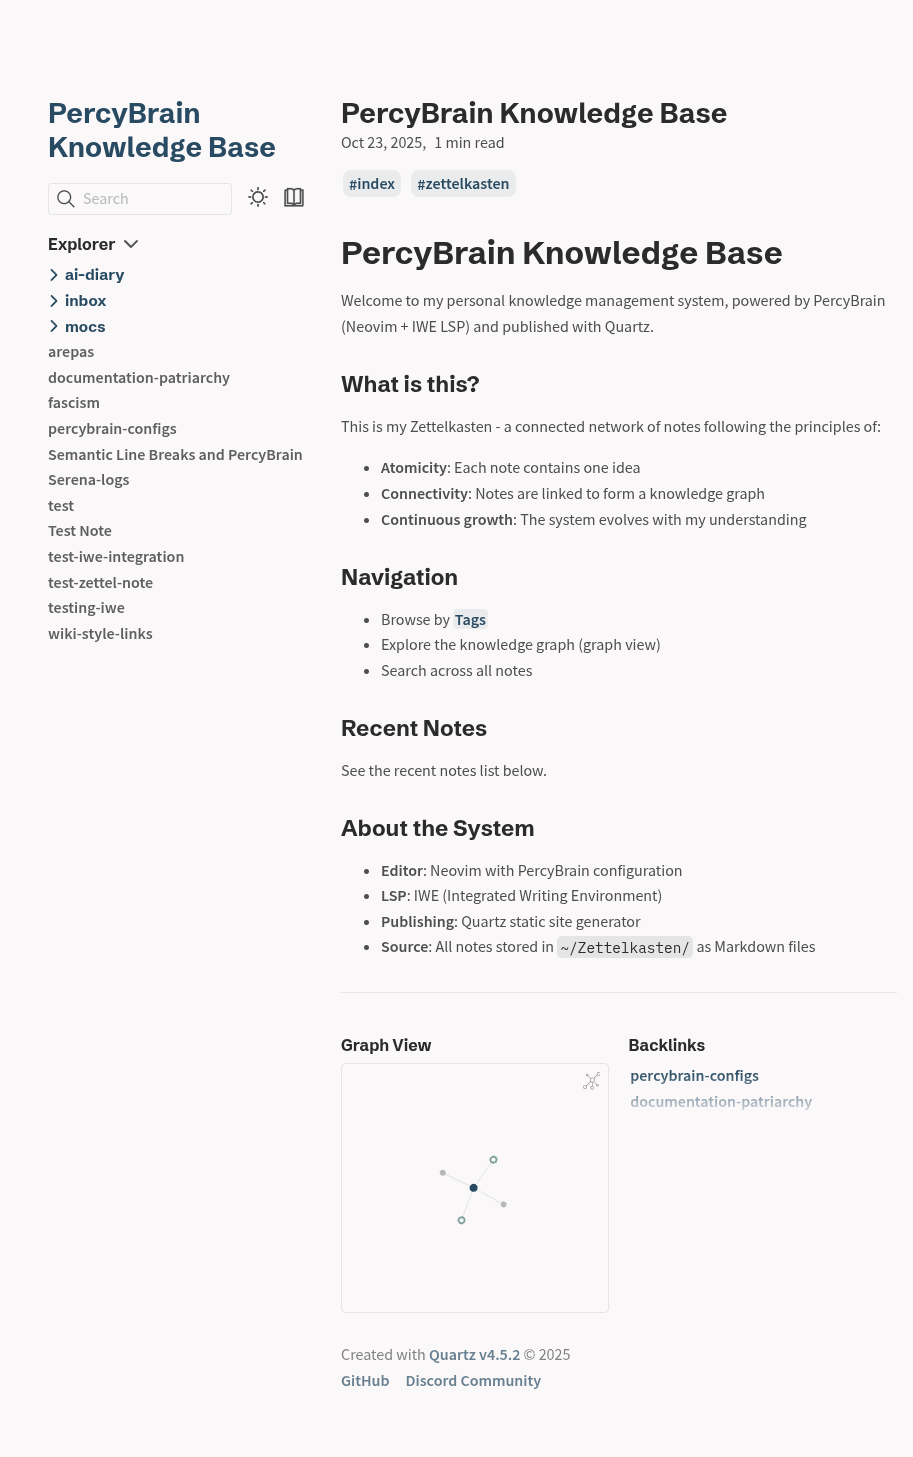 PercyBrain
Knowledge Base
Search
Explorer
ai-diary
inbox
mocs
arepas
documentation-patriarchy
fascism
percybrain-configs
Semantic Line Breaks and PercyBrain
Serena-logs
test
Test Note
test-iwe-integration
test-zettel-note
testing-iwe
wiki-style-links
PercyBrain Knowledge Base
Oct 23, 2025, 1 min read
#index #zettelkasten
PercyBrain Knowledge Base
Welcome to my personal knowledge management system, powered by PercyBrain
(Neovim + IWE LSP) and published with Quartz.
What is this?
This is my Zettelkasten - a connected network of notes following the principles of:
• Atomicity: Each note contains one idea
• Connectivity: Notes are linked to form a knowledge graph
• Continuous growth: The system evolves with my understanding
Navigation
• Browse by Tags
• Explore the knowledge graph (graph view)
• Search across all notes
Recent Notes
See the recent notes list below.
About the System
• Editor: Neovim with PercyBrain configuration
• LSP: IWE (Integrated Writing Environment)
• Publishing: Quartz static site generator
• Source: All notes stored in ~/Zettelkasten/ as Markdown files
Graph View
Backlinks
percybrain-configs
documentation-patriarchy
Created with Quartz v4.5.2 © 2025
GitHub Discord Community